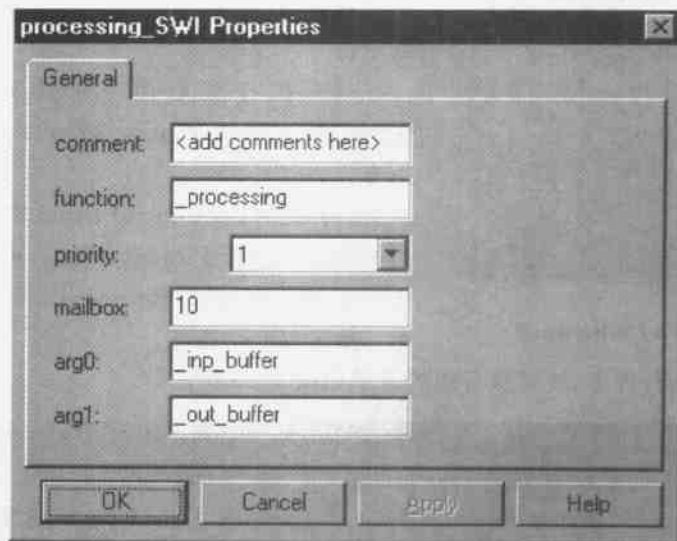 processing_SWI Properties
General
comment: <add comments here>
function: _processing
priority: 1
mailbox: 10
arg0: _inp_buffer
arg1: _out_buffer
OK Cancel Apply Help